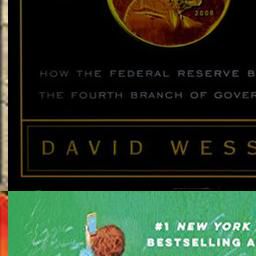 2008
HOW THE FEDERAL RESERVE B
THE FOURTH BRANCH OF GOVER
DAVID WESS
#1 NEW YORK
BESTSELLING A